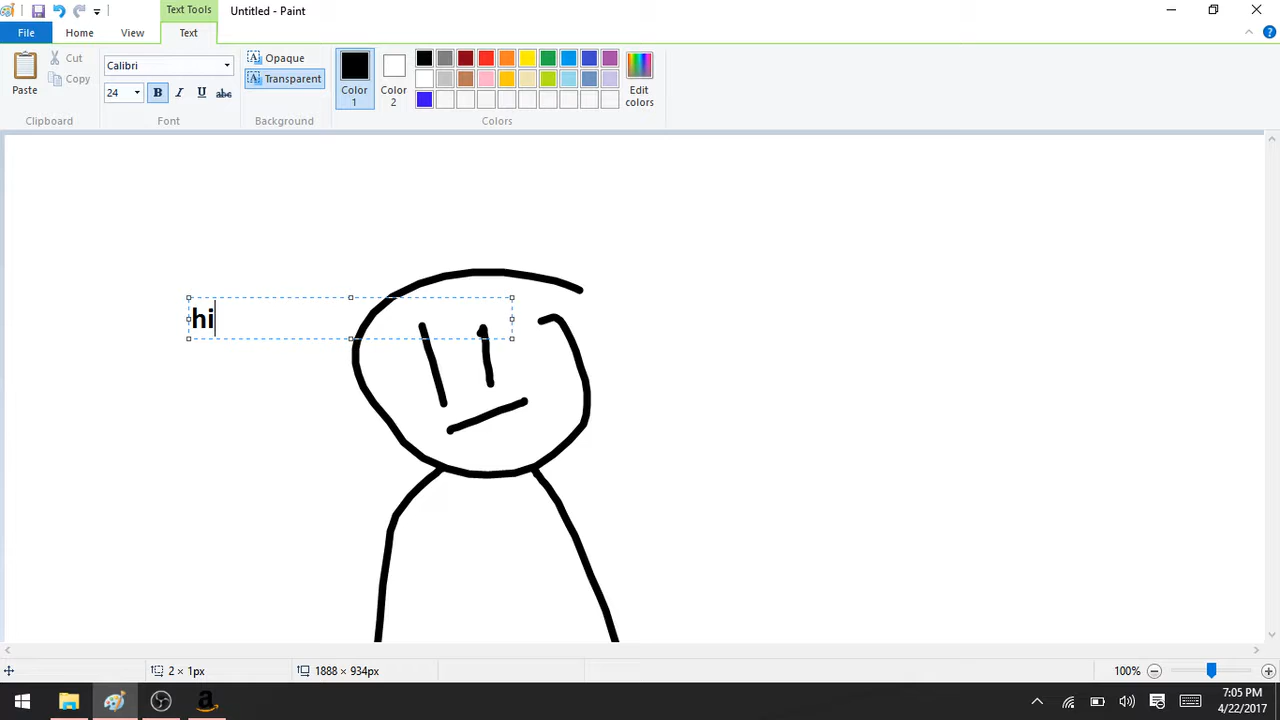 Text Tools
Untitled - Paint
File
Home
View
Text
Paste
Cut
Copy
Clipboard
Calibri
24
B
I
U
abc
Font
A
Opaque
A
Transparent
Background
Color 1
Color 2
Edit colors
Colors
hi
2 × 1px
1888 × 934px
100%
7:05 PM
4/22/2017